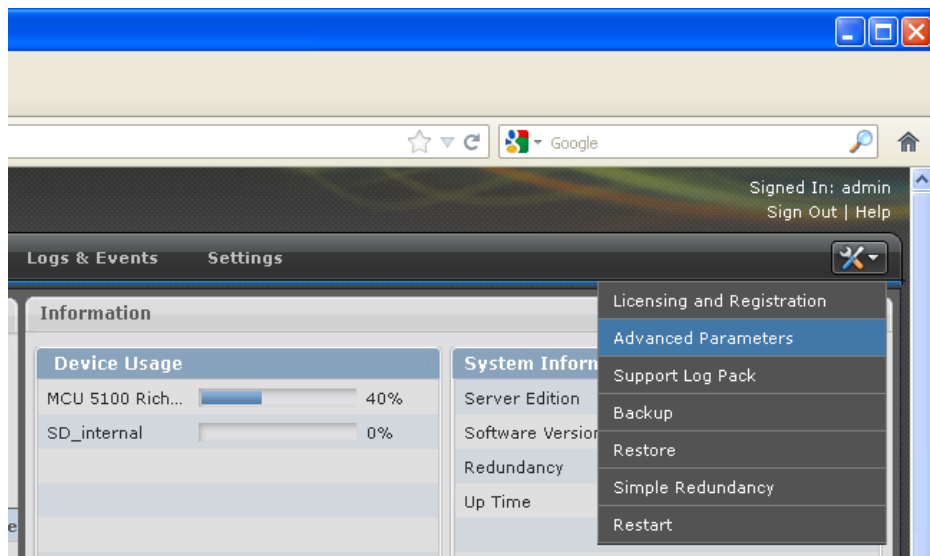 Google
Signed In: admin
Sign Out | Help
Logs & Events Settings
Licensing and Registration
Advanced Parameters
Support Log Pack
Backup
Restore
Simple Redundancy
Restart
Information
Device Usage
MCU 5100 Rich... 40%
SD_internal 0%
System Inform
Server Edition
Software Version
Redundancy
Up Time